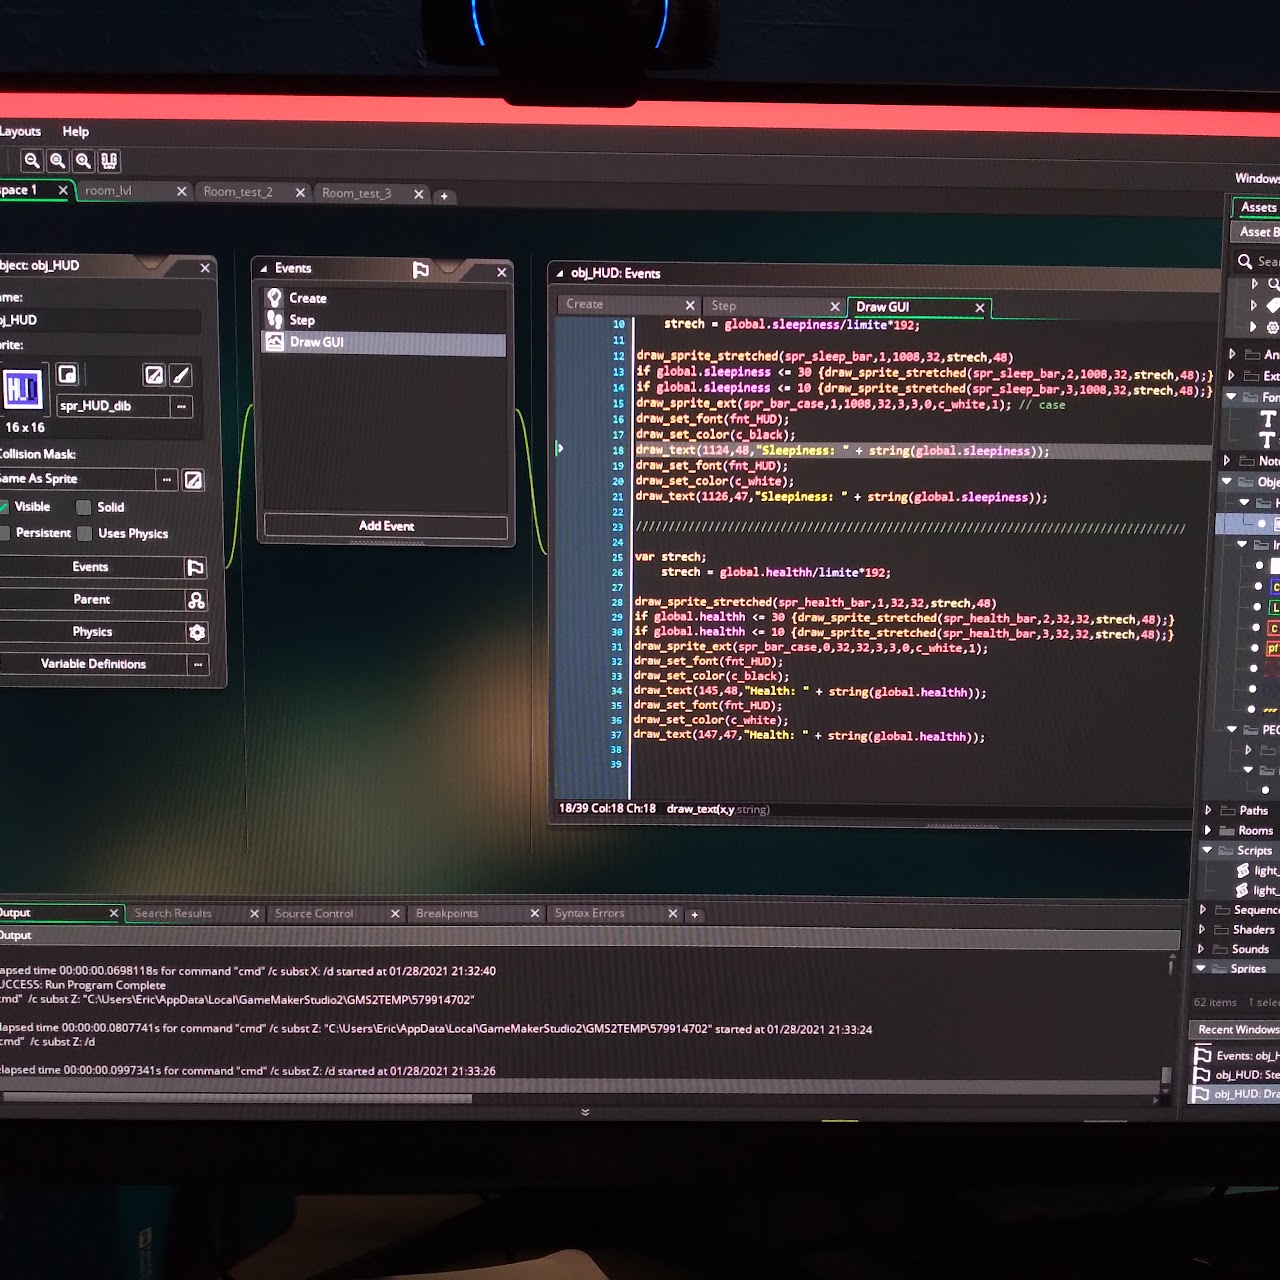 Layouts Help
space 1 room_lvl Room_test_2 Room_test_3
Windows
Assets
Asset B
Sea
bject: obj_HUD
ame:
bj_HUD
rite:
HUD
spr_HUD_dib
16 x 16
Collision Mask:
Same As Sprite
Visible Solid
Persistent Uses Physics
Events
Parent
Physics
Variable Definitions
Events
Create
Step
Draw GUI
Add Event
obj_HUD: Events
Create Step Draw GUI
10 strech = global.sleepiness/limite*192;
11
12 draw_sprite_stretched(spr_sleep_bar,1,1008,32,strech,48)
13 if global.sleepiness <= 30 {draw_sprite_stretched(spr_sleep_bar,2,1008,32,strech,48);}
14 if global.sleepiness <= 10 {draw_sprite_stretched(spr_sleep_bar,3,1008,32,strech,48);}
15 draw_sprite_ext(spr_bar_case,1,1008,32,3,3,0,c_white,1); // case
16 draw_set_font(fnt_HUD);
17 draw_set_color(c_black);
18 draw_text(1124,48,"Sleepiness: " + string(global.sleepiness));
19 draw_set_font(fnt_HUD);
20 draw_set_color(c_white);
21 draw_text(1126,47,"Sleepiness: " + string(global.sleepiness));
22
23 ////////////////////////////////////////////////////////////////////////////////////
24
25 var strech;
26 strech = global.healthh/limite*192;
27
28 draw_sprite_stretched(spr_health_bar,1,32,32,strech,48)
29 if global.healthh <= 30 {draw_sprite_stretched(spr_health_bar,2,32,32,strech,48);}
30 if global.healthh <= 10 {draw_sprite_stretched(spr_health_bar,3,32,32,strech,48);}
31 draw_sprite_ext(spr_bar_case,0,32,32,3,3,0,c_white,1);
32 draw_set_font(fnt_HUD);
33 draw_set_color(c_black);
34 draw_text(145,48,"Health: " + string(global.healthh));
35 draw_set_font(fnt_HUD);
36 draw_set_color(c_white);
37 draw_text(147,47,"Health: " + string(global.healthh));
38
39
18/39 Col:18 Ch:18 draw_text(x,y,string)
An
Ext
Fon
Note
Obje
H
In
PEC
Paths
Rooms
Scripts
light_
light_
Sequence
Shaders
Sounds
Sprites
62 items 1 selec
Recent Windows
Events: obj_H
obj_HUD: Ste
obj_HUD: Dra
Output Search Results Source Control Breakpoints Syntax Errors
Output
lapsed time 00:00:00.0698118s for command "cmd" /c subst X: /d started at 01/28/2021 21:32:40
UCCESS: Run Program Complete
cmd" /c subst Z: "C:\Users\Eric\AppData\Local\GameMakerStudio2\GMS2TEMP\579914702"
lapsed time 00:00:00.0807741s for command "cmd" /c subst Z: "C:\Users\Eric\AppData\Local\GameMakerStudio2\GMS2TEMP\579914702" started at 01/28/2021 21:33:24
cmd" /c subst Z: /d
elapsed time 00:00:00.0997341s for command "cmd" /c subst Z: /d started at 01/28/2021 21:33:26